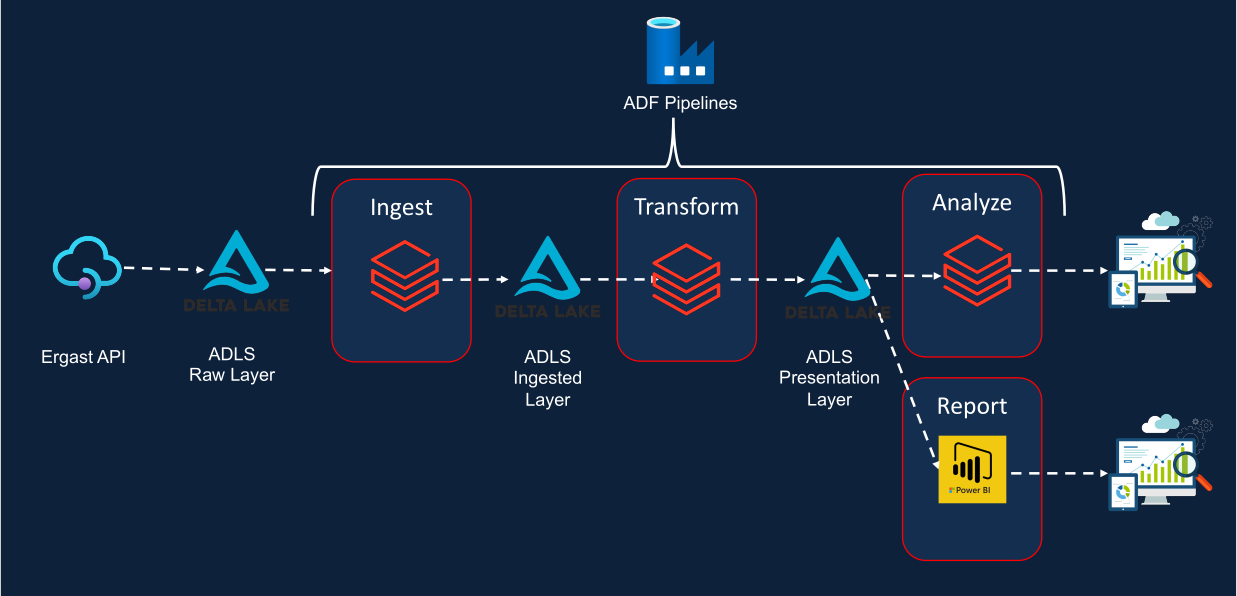 ADF Pipelines
Ingest
Transform
Analyze
DELTA LAKE
DELTA LAKE
DELTA LAKE
Ergast API
ADLS
Raw Layer
ADLS
Ingested
Layer
ADLS
Presentation
Layer
Report
Power BI